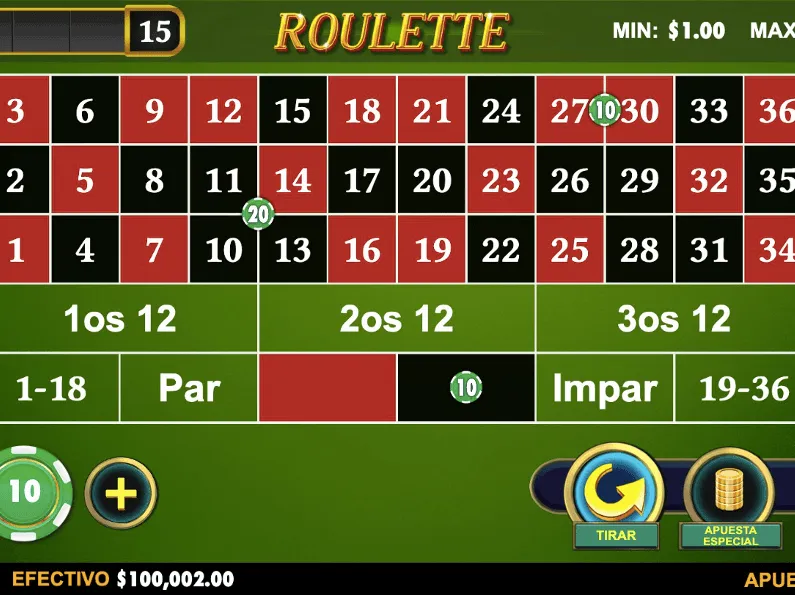 15
ROULETTE
MIN: $1.00 MAX
3 6 9 12 15 18 21 24 27 10 30 33 36
2 5 8 11 14 17 20 23 26 29 32 35
20
1 4 7 10 13 16 19 22 25 28 31 34
1os 12 2os 12 3os 12
1-18 Par 10 Impar 19-36
10
TIRAR
APUESTA
ESPECIAL
EFECTIVO $100,002.00 APUE